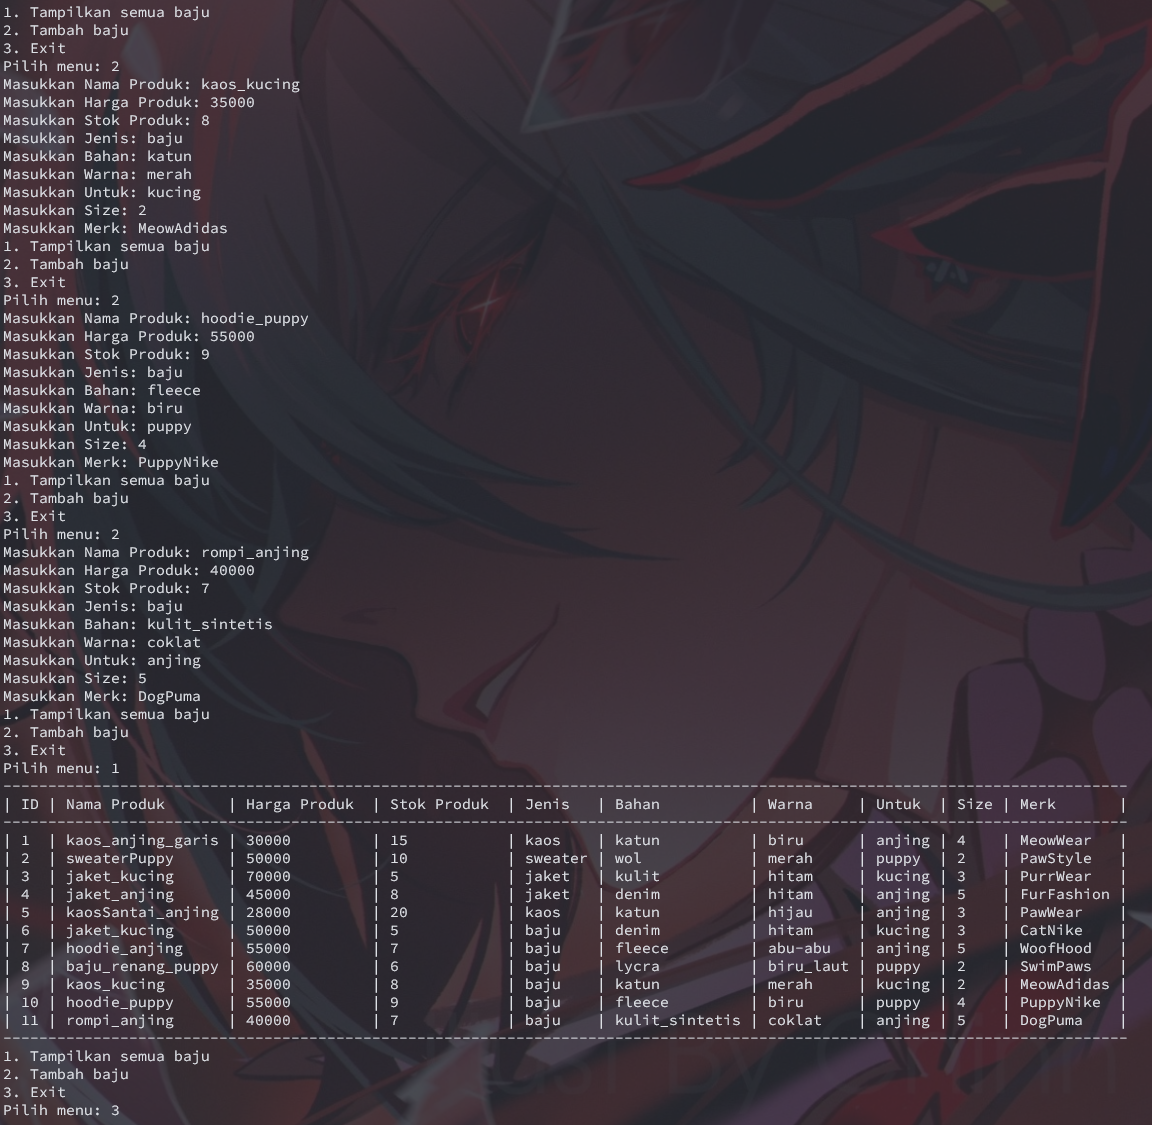 1. Tampilkan semua baju
2. Tambah baju
3. Exit
Pilih menu: 2
Masukkan Nama Produk: kaos_kucing
Masukkan Harga Produk: 35000
Masukkan Stok Produk: 8
Masukkan Jenis: baju
Masukkan Bahan: katun
Masukkan Warna: merah
Masukkan Untuk: kucing
Masukkan Size: 2
Masukkan Merk: MeowAdidas
1. Tampilkan semua baju
2. Tambah baju
3. Exit
Pilih menu: 2
Masukkan Nama Produk: hoodie_puppy
Masukkan Harga Produk: 55000
Masukkan Stok Produk: 9
Masukkan Jenis: baju
Masukkan Bahan: fleece
Masukkan Warna: biru
Masukkan Untuk: puppy
Masukkan Size: 4
Masukkan Merk: PuppyNike
1. Tampilkan semua baju
2. Tambah baju
3. Exit
Pilih menu: 2
Masukkan Nama Produk: rompi_anjing
Masukkan Harga Produk: 40000
Masukkan Stok Produk: 7
Masukkan Jenis: baju
Masukkan Bahan: kulit_sintetis
Masukkan Warna: coklat
Masukkan Untuk: anjing
Masukkan Size: 5
Masukkan Merk: DogPuma
1. Tampilkan semua baju
2. Tambah baju
3. Exit
Pilih menu: 1
-----------------------------------------------------------------------------------------------------------------------------
| ID | Nama Produk       | Harga Produk  | Stok Produk  | Jenis   | Bahan          | Warna     | Untuk  | Size | Merk       |
-----------------------------------------------------------------------------------------------------------------------------
| 1  | kaos_anjing_garis | 30000         | 15           | kaos    | katun          | biru      | anjing | 4    | MeowWear   |
| 2  | sweaterPuppy      | 50000         | 10           | sweater | wol            | merah     | puppy  | 2    | PawStyle   |
| 3  | jaket_kucing      | 70000         | 5            | jaket   | kulit          | hitam     | kucing | 3    | PurrWear   |
| 4  | jaket_anjing      | 45000         | 8            | jaket   | denim          | hitam     | anjing | 5    | FurFashion |
| 5  | kaosSantai_anjing | 28000         | 20           | kaos    | katun          | hijau     | anjing | 3    | PawWear    |
| 6  | jaket_kucing      | 50000         | 5            | baju    | denim          | hitam     | kucing | 3    | CatNike    |
| 7  | hoodie_anjing     | 55000         | 7            | baju    | fleece         | abu-abu   | anjing | 5    | WoofHood   |
| 8  | baju_renang_puppy | 60000         | 6            | baju    | lycra          | biru_laut | puppy  | 2    | SwimPaws   |
| 9  | kaos_kucing       | 35000         | 8            | baju    | katun          | merah     | kucing | 2    | MeowAdidas |
| 10 | hoodie_puppy      | 55000         | 9            | baju    | fleece         | biru      | puppy  | 4    | PuppyNike  |
| 11 | rompi_anjing      | 40000         | 7            | baju    | kulit_sintetis | coklat    | anjing | 5    | DogPuma    |
-----------------------------------------------------------------------------------------------------------------------------
1. Tampilkan semua baju
2. Tambah baju
3. Exit
Pilih menu: 3